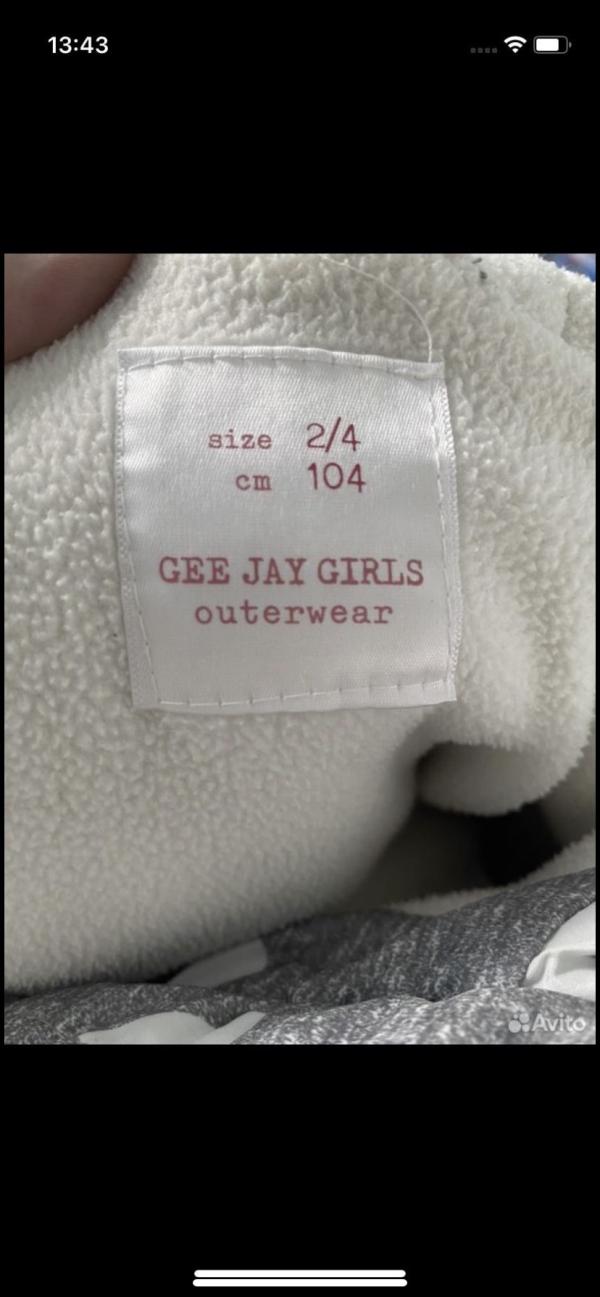 13:43
size 2/4
cm 104
GEE JAY GIRLS
outerwear
Avito